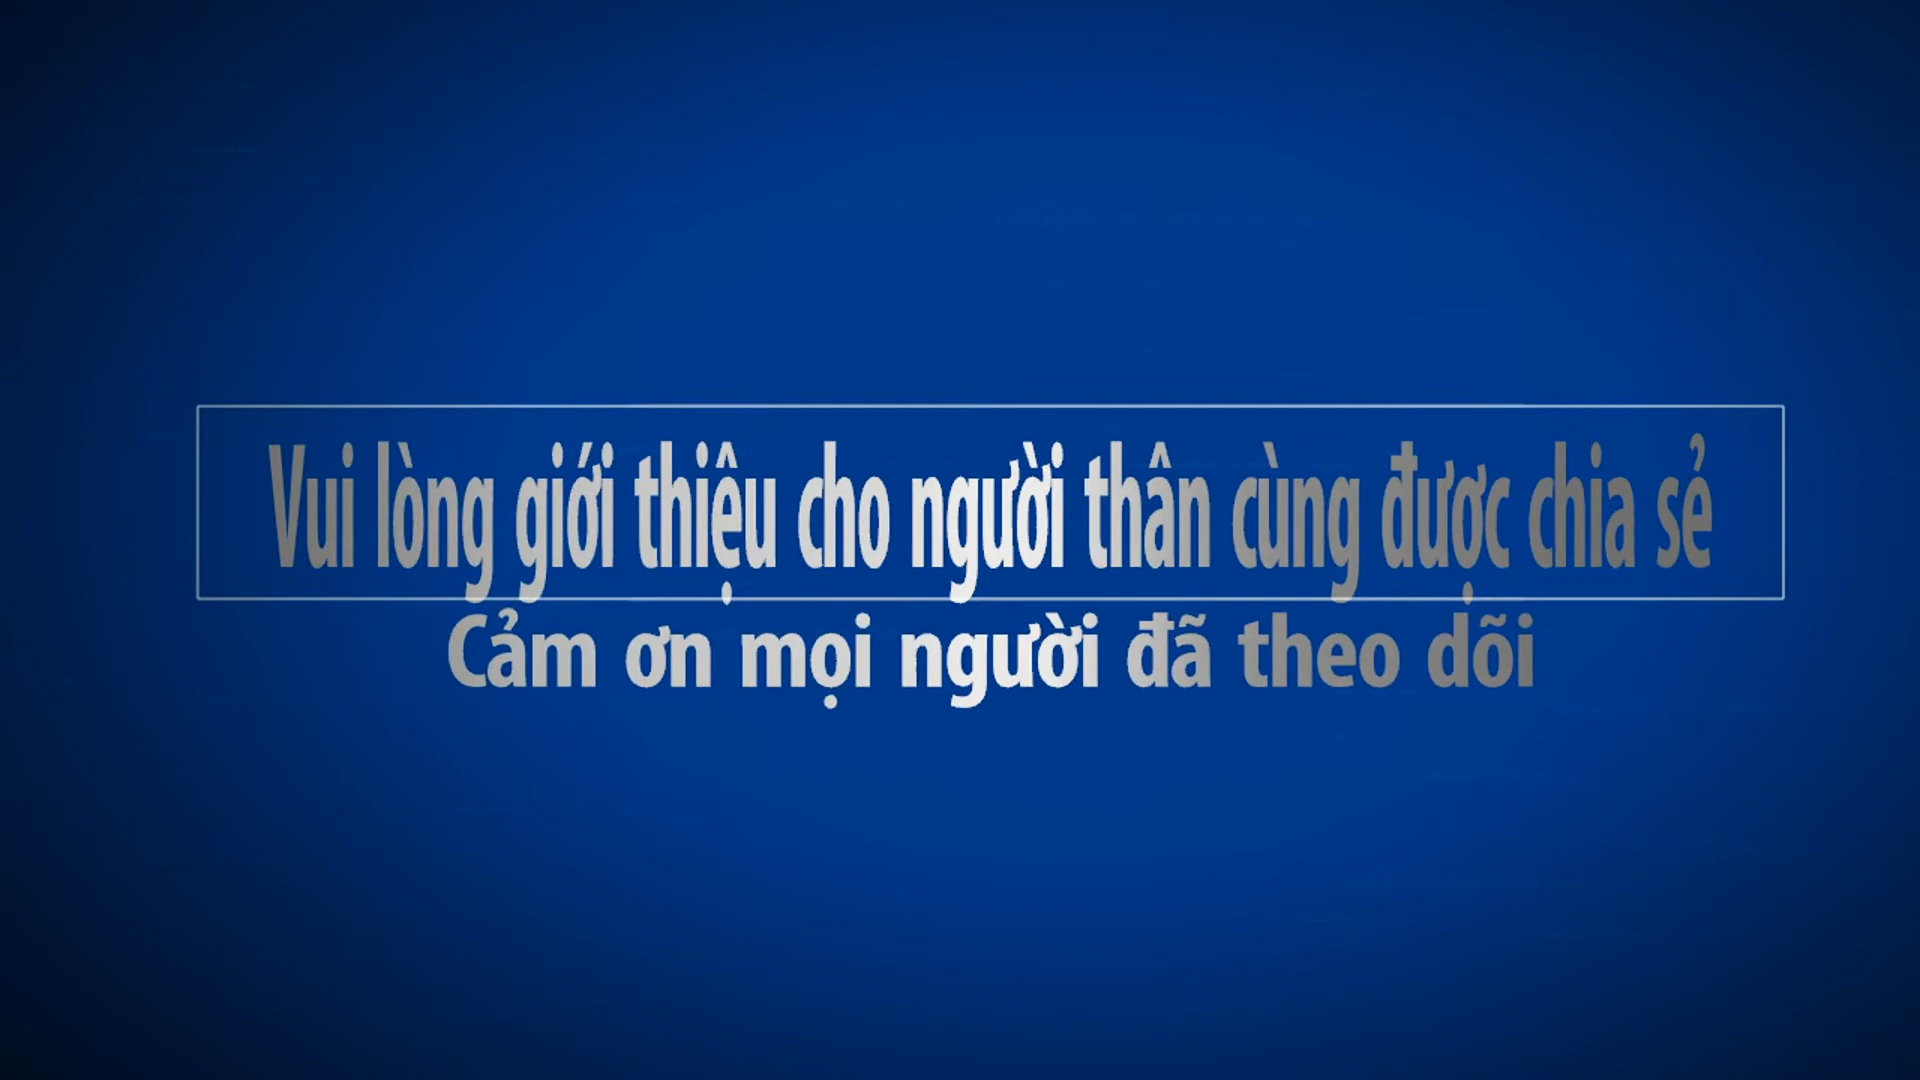 Vui lòng giới thiệu cho người thân cùng được chia sẻ
Cảm ơn mọi người đã theo dõi